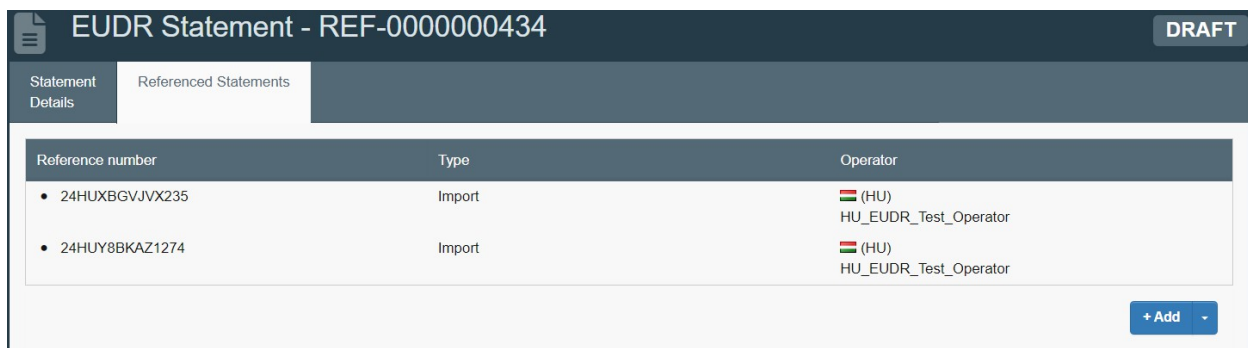 EUDR Statement - REF-0000000434
DRAFT
Statement
Details
Referenced Statements
Reference number Type Operator
• 24HUXBGVJVX235 Import (HU)
HU_EUDR_Test_Operator
• 24HUY8BKAZ1274 Import (HU)
HU_EUDR_Test_Operator
+ Add